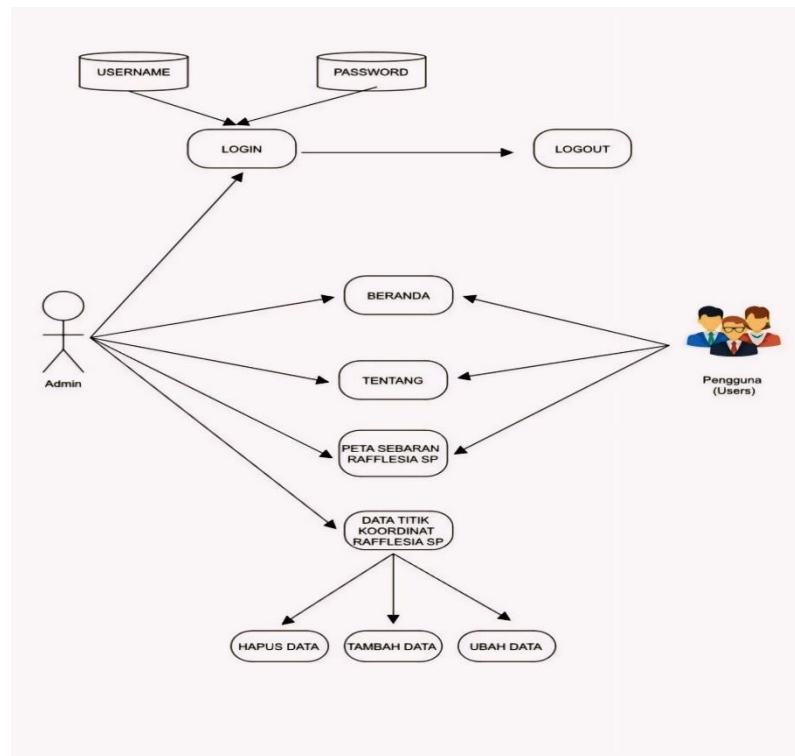 USERNAME
PASSWORD
LOGIN
LOGOUT
BERANDA
Admin
TENTANG
Pengguna
(Users)
PETA SEBARAN
RAFFLESIA SP
DATA TITIK
KOORDINAT
RAFFLESIA SP
HAPUS DATA
TAMBAH DATA
UBAH DATA